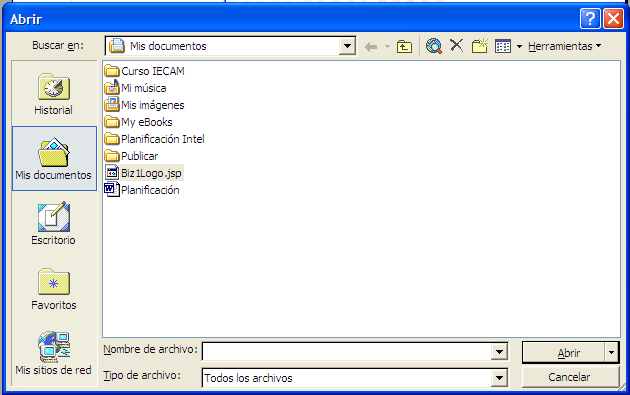 Abrir
Buscar en: Mis documentos Herramientas
Historial
Mis documentos
Escritorio
Favoritos
Mis sitios de red
Curso IECAM
Mi música
Mis imágenes
My eBooks
Planificación Intel
Publicar
Biz1Logo.jsp
Planificación
Nombre de archivo: Abrir
Tipo de archivo: Todos los archivos Cancelar